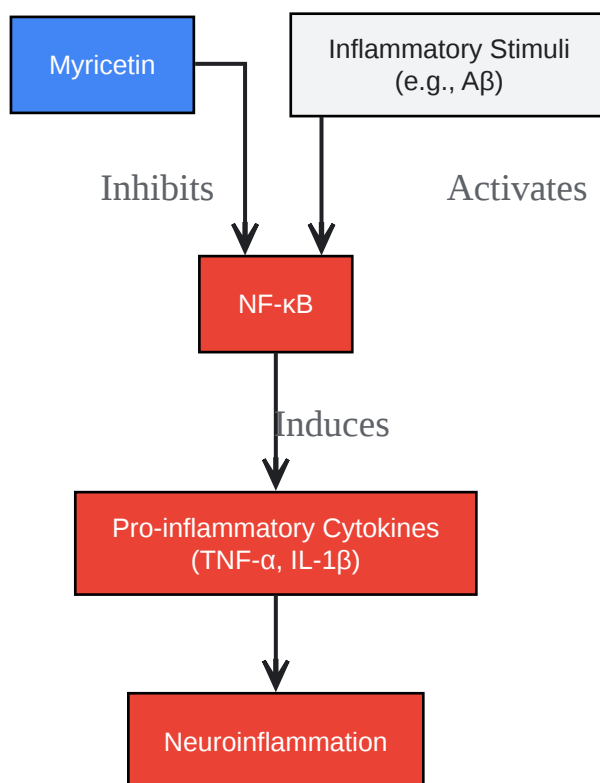 Myricetin
Inflammatory Stimuli
(e.g., Aβ)
Inhibits
Activates
NF-κB
Induces
Pro-inflammatory Cytokines
(TNF-α, IL-1β)
Neuroinflammation